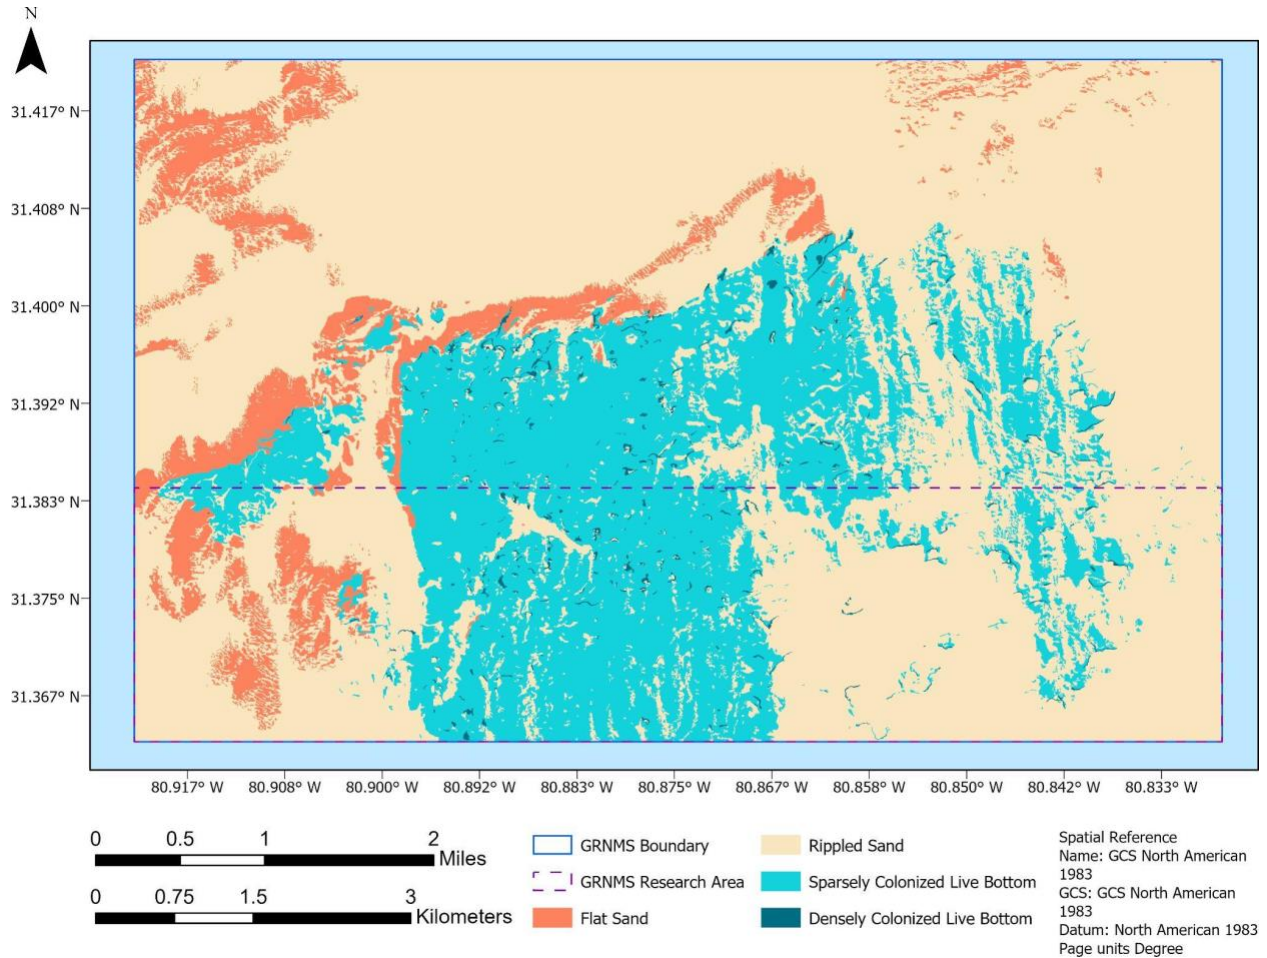 N
31.417° N
31.408° N
31.400° N
31.392° N
31.383° N
31.375° N
31.367° N
80.917° W 80.908° W 80.900° W 80.892° W 80.883° W 80.875° W 80.867° W 80.858° W 80.850° W 80.842° W 80.833° W
0 0.5 1 2
Miles
0 0.75 1.5 3
Kilometers
GRNMS Boundary
GRNMS Research Area
Flat Sand
Rippled Sand
Sparsely Colonized Live Bottom
Densely Colonized Live Bottom
Spatial Reference
Name: GCS North American
1983
GCS: GCS North American
1983
Datum: North American 1983
Page units Degree